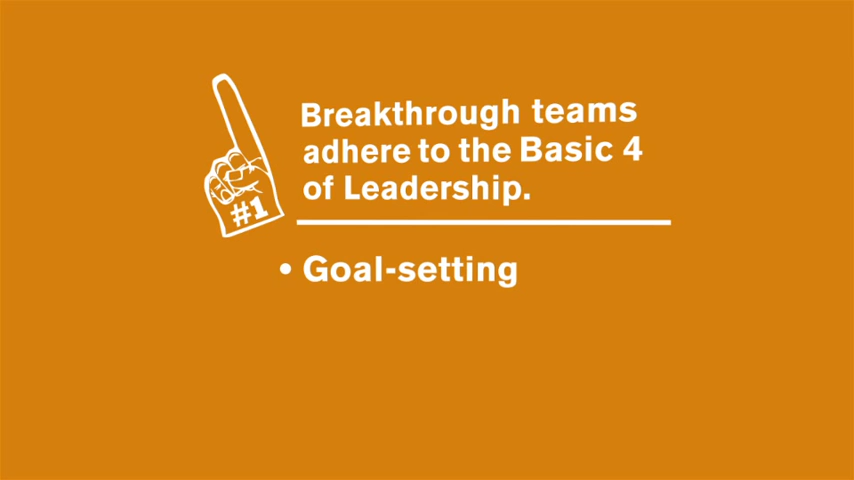 Breakthrough teams
adhere to the Basic 4
of Leadership.
#1
• Goal-setting